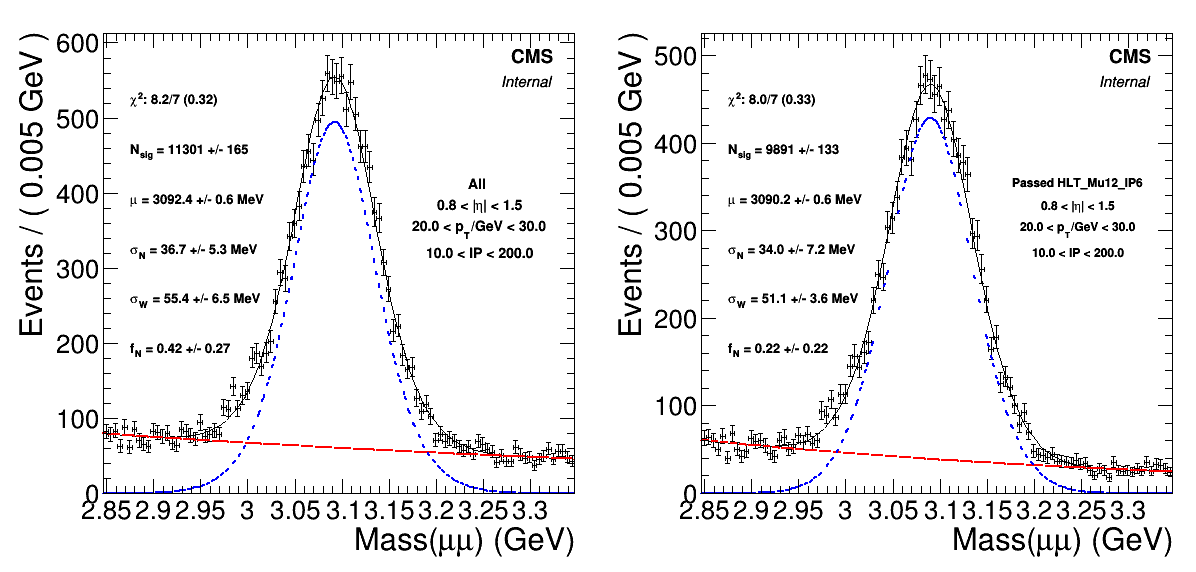 CMS
Internal
χ²: 8.2/7 (0.32)
N_sig = 11301 +/- 165
μ = 3092.4 +/- 0.6 MeV
σ_N = 36.7 +/- 5.3 MeV
σ_W = 55.4 +/- 6.5 MeV
f_N = 0.42 +/- 0.27
All
0.8 < |η| < 1.5
20.0 < p_T/GeV < 30.0
10.0 < IP < 200.0
Events / ( 0.005 GeV )
600
500
400
300
200
100
0
2.85 2.9 2.95 3 3.05 3.1 3.15 3.2 3.25 3.3
Mass(μμ) (GeV)
CMS
Internal
χ²: 8.0/7 (0.33)
N_sig = 9891 +/- 133
μ = 3090.2 +/- 0.6 MeV
σ_N = 34.0 +/- 7.2 MeV
σ_W = 51.1 +/- 3.6 MeV
f_N = 0.22 +/- 0.22
Passed HLT_Mu12_IP6
0.8 < |η| < 1.5
20.0 < p_T/GeV < 30.0
10.0 < IP < 200.0
Events / ( 0.005 GeV )
500
400
300
200
100
0
2.85 2.9 2.95 3 3.05 3.1 3.15 3.2 3.25 3.3
Mass(μμ) (GeV)